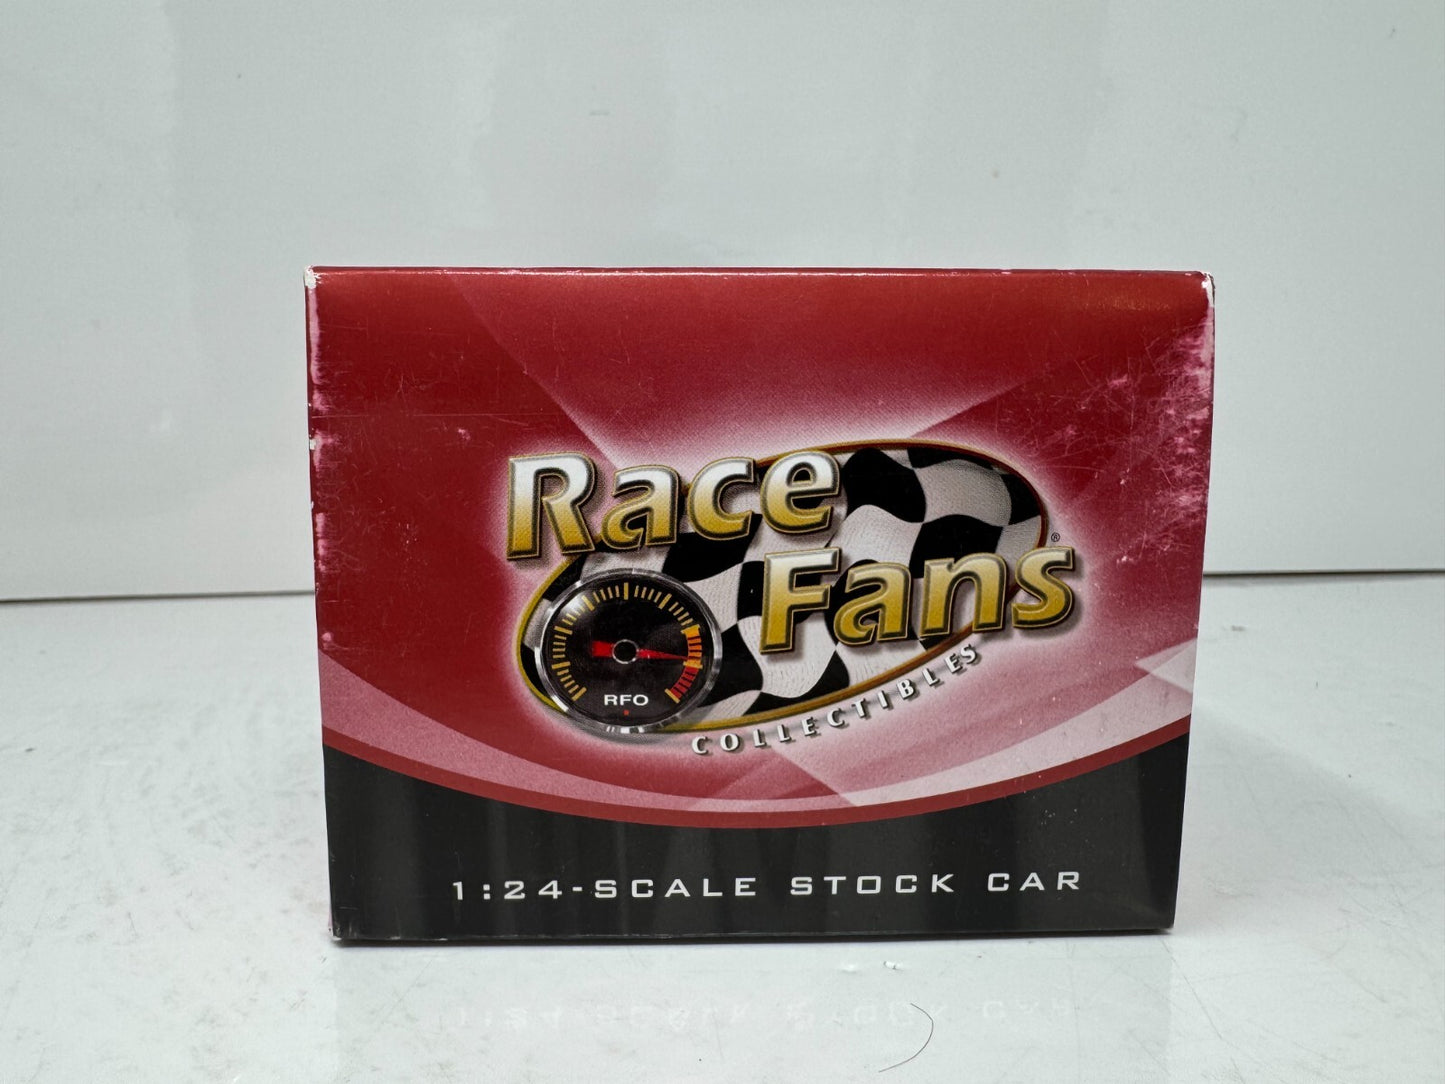 Race
Fans®
RFO
COLLECTIBLES
1:24-SCALE STOCK CAR